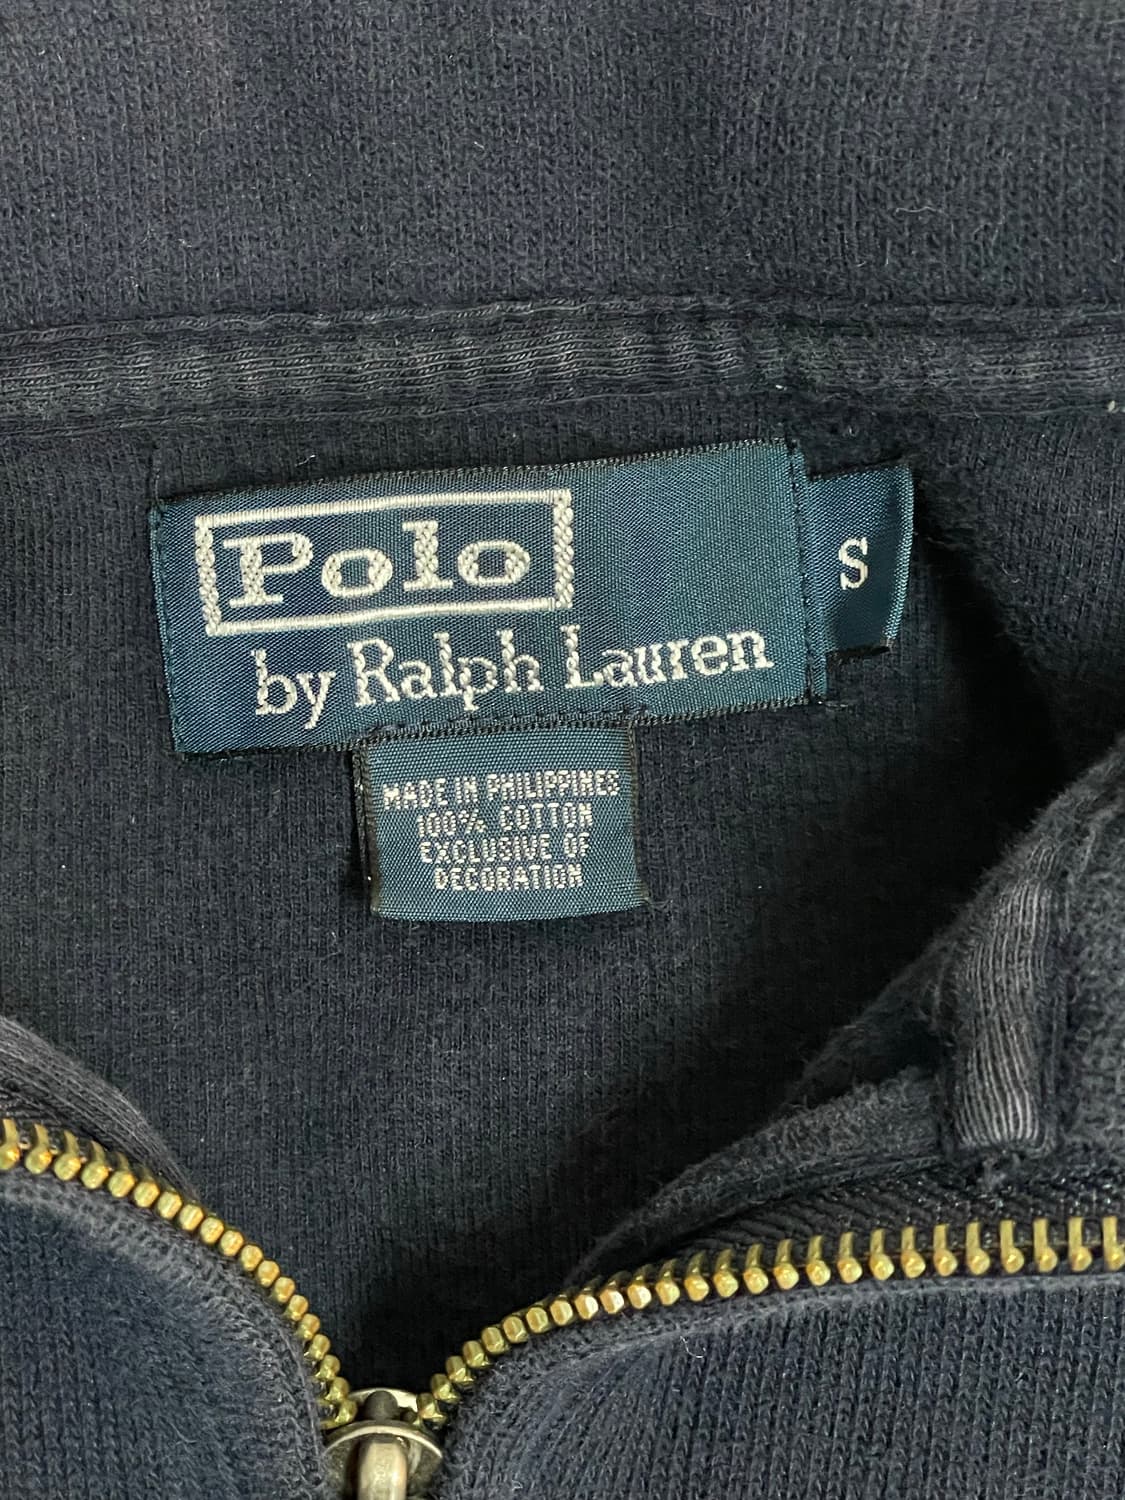 Polo
by Ralph Lauren
S
MADE IN PHILIPPINES
100% COTTON
EXCLUSIVE OF
DECORATION